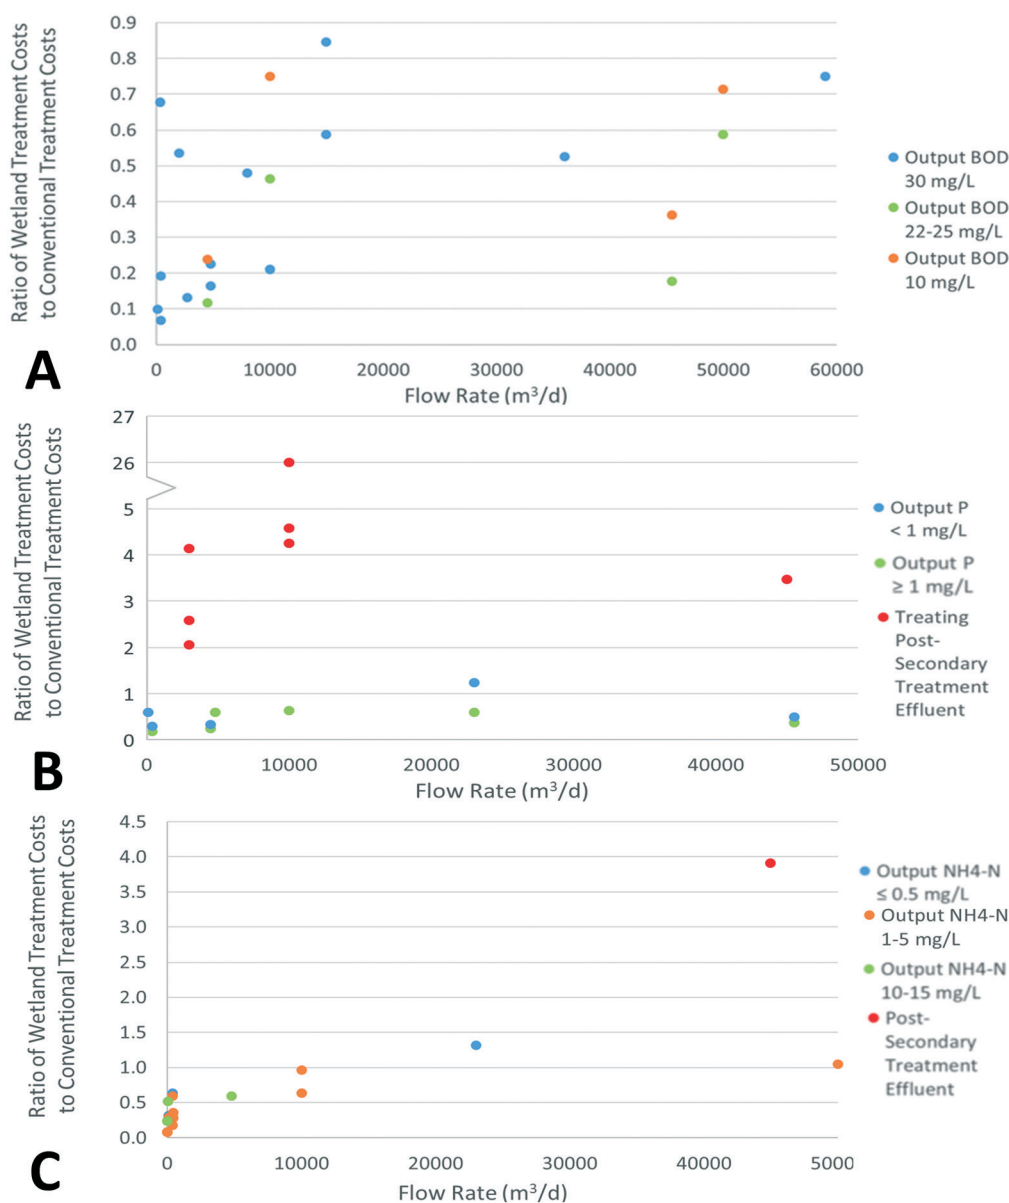 Ratio of Wetland Treatment Costs
to Conventional Treatment Costs
0.9
0.8
0.7
0.6
0.5
0.4
0.3
0.2
0.1
0.0
0 10000 20000 30000 40000 50000 60000
Flow Rate (m³/d)
Output BOD
30 mg/L
Output BOD
22-25 mg/L
Output BOD
10 mg/L
A
Ratio of Wetland Treatment Costs
to Conventional Treatment Costs
27
26
5
4
3
2
1
0
0 10000 20000 30000 40000 50000
Flow Rate (m³/d)
Output P
< 1 mg/L
Output P
≥ 1 mg/L
Treating
Post-
Secondary
Treatment
Effluent
B
Ratio of Wetland Treatment Costs
to Conventional Treatment Costs
4.5
4.0
3.5
3.0
2.5
2.0
1.5
1.0
0.5
0.0
0 10000 20000 30000 40000 50000
Flow Rate (m³/d)
Output NH4-N
≤ 0.5 mg/L
Output NH4-N
1-5 mg/L
Output NH4-N
10-15 mg/L
Post-
Secondary
Treatment
Effluent
C